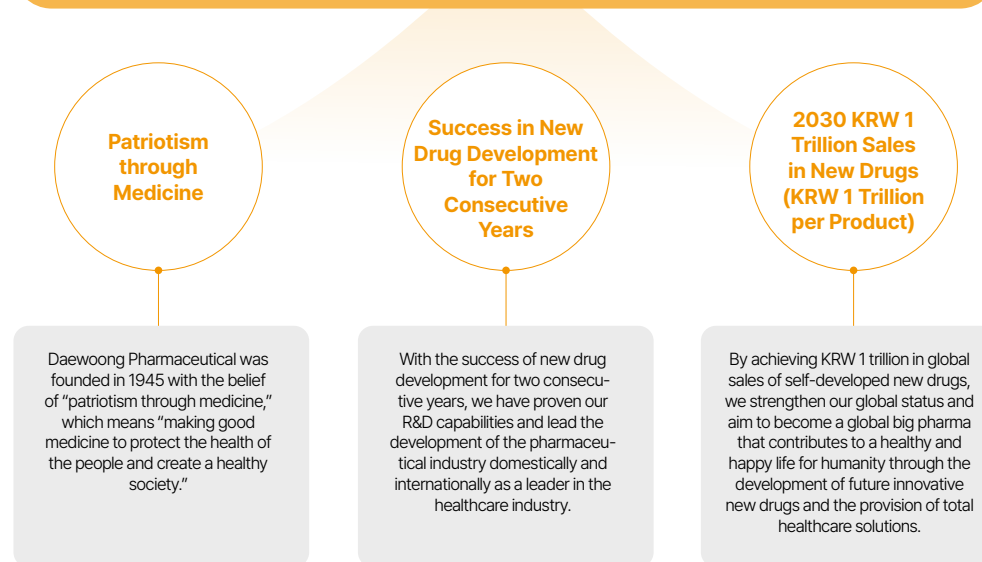 Patriotism
through
Medicine
Daewoong Pharmaceutical was
founded in 1945 with the belief
of “patriotism through medicine,”
which means “making good
medicine to protect the health of
the people and create a healthy
society.”
Success in New
Drug Development
for Two
Consecutive
Years
With the success of new drug
development for two consecu-
tive years, we have proven our
R&D capabilities and lead the
development of the pharmaceu-
tical industry domestically and
internationally as a leader in the
healthcare industry.
2030 KRW 1
Trillion Sales
in New Drugs
(KRW 1 Trillion
per Product)
By achieving KRW 1 trillion in global
sales of self-developed new drugs,
we strengthen our global status and
aim to become a global big pharma
that contributes to a healthy and
happy life for humanity through the
development of future innovative
new drugs and the provision of total
healthcare solutions.